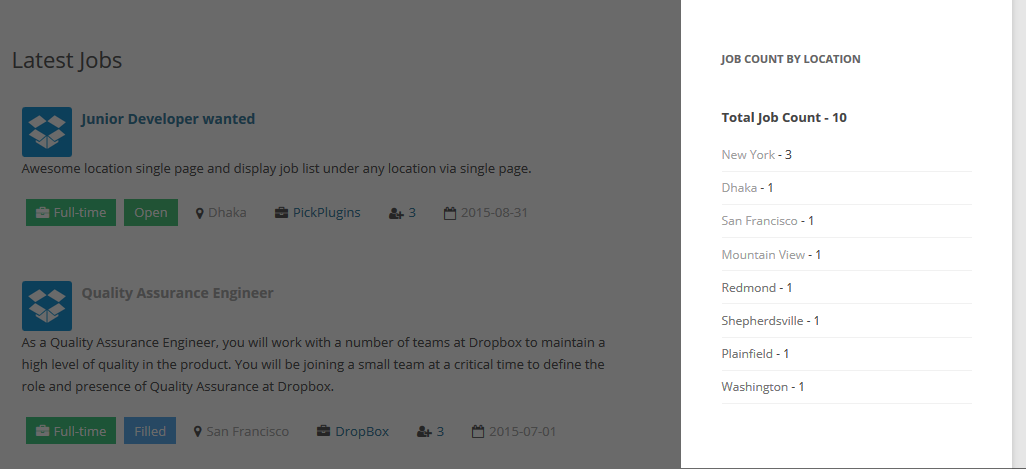 Latest Jobs
Junior Developer wanted
Awesome location single page and display job list under any location via single page.
Full-time Open Dhaka PickPlugins 3 2015-08-31
Quality Assurance Engineer
As a Quality Assurance Engineer, you will work with a number of teams at Dropbox to maintain a
high level of quality in the product. You will be joining a small team at a critical time to define the
role and presence of Quality Assurance at Dropbox.
Full-time Filled San Francisco DropBox 3 2015-07-01
JOB COUNT BY LOCATION
Total Job Count - 10
New York - 3
Dhaka - 1
San Francisco - 1
Mountain View - 1
Redmond - 1
Shepherdsville - 1
Plainfield - 1
Washington - 1